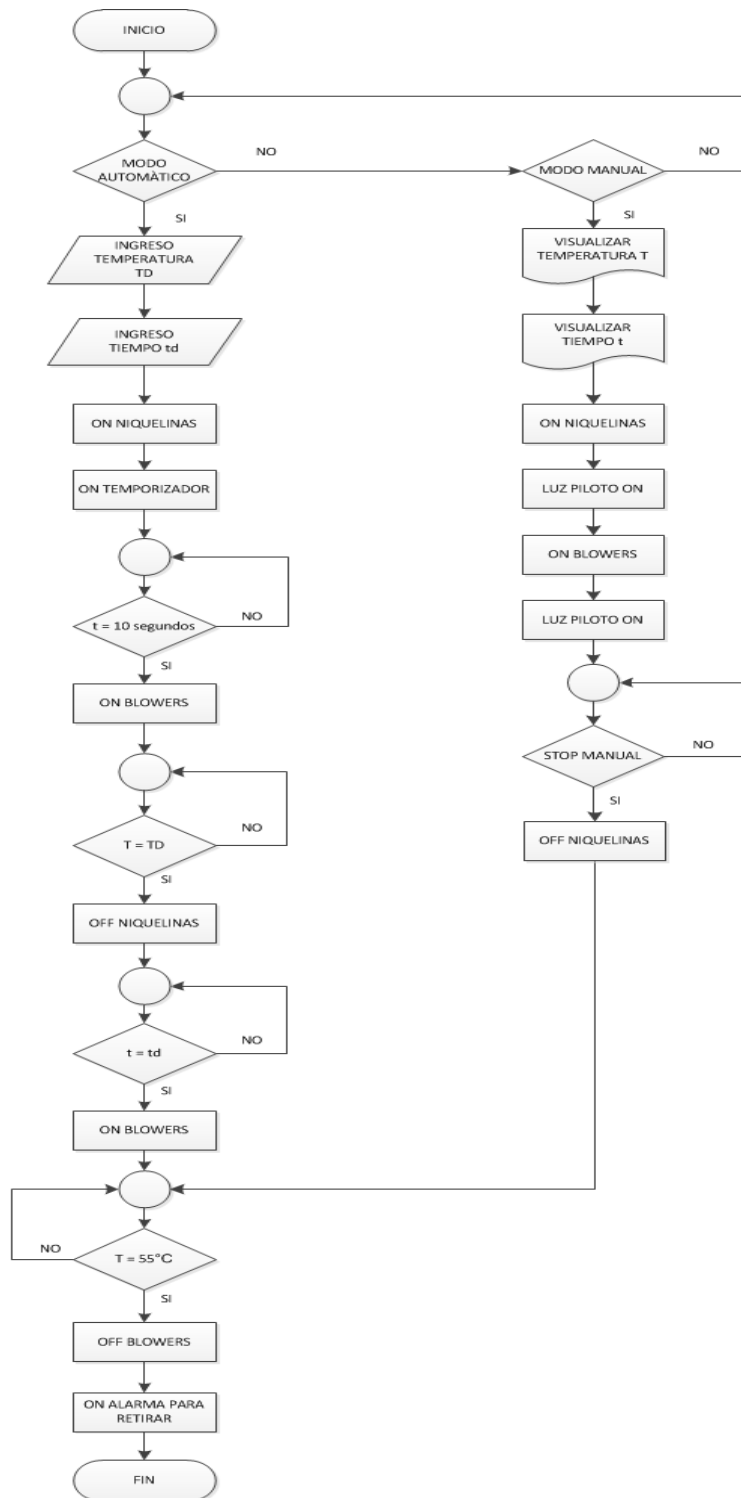 INICIO
MODO
AUTOMÀTICO
NO
MODO MANUAL
NO
SI
SI
INGRESO
TEMPERATURA
TD
VISUALIZAR
TEMPERATURA T
INGRESO
TIEMPO td
VISUALIZAR
TIEMPO t
ON NIQUELINAS
ON NIQUELINAS
ON TEMPORIZADOR
LUZ PILOTO ON
ON BLOWERS
t = 10 segundos
NO
LUZ PILOTO ON
SI
ON BLOWERS
STOP MANUAL
NO
SI
T = TD
NO
OFF NIQUELINAS
SI
OFF NIQUELINAS
t = td
NO
SI
ON BLOWERS
NO
T = 55°C
SI
OFF BLOWERS
ON ALARMA PARA
RETIRAR
FIN